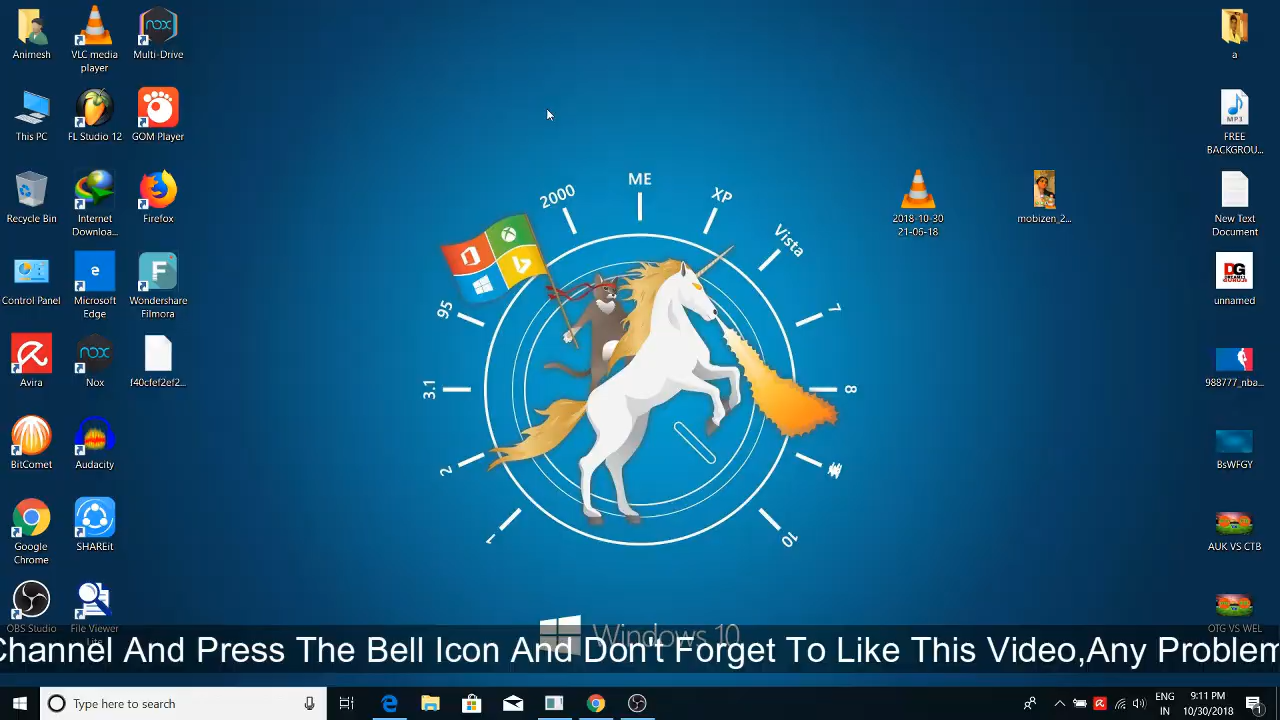 Animesh
VLC media
player
Multi-Drive
a
This PC
FL Studio 12
GOM Player
FREE
BACKGROU...
MP3
Recycle Bin
Internet
Downloa...
Firefox
2018-10-30
21-06-18
mobizen_2...
New Text
Document
Control Panel
Microsoft
Edge
Wondershare
Filmora
unnamed
Avira
Nox
f40cfef2ef2...
988777_nba...
BitComet
Audacity
BsWFGY
Google
Chrome
SHAREit
AUK VS CTB
OBS Studio
File Viewer
OTG VS WEL
1
2
3.1
95
2000
ME
XP
Vista
7
8
10
Windows 10
Channel And Press The Bell Icon And Don't Forget To Like This Video,Any Problem
Type here to search
ENG
IN
9:11 PM
10/30/2018